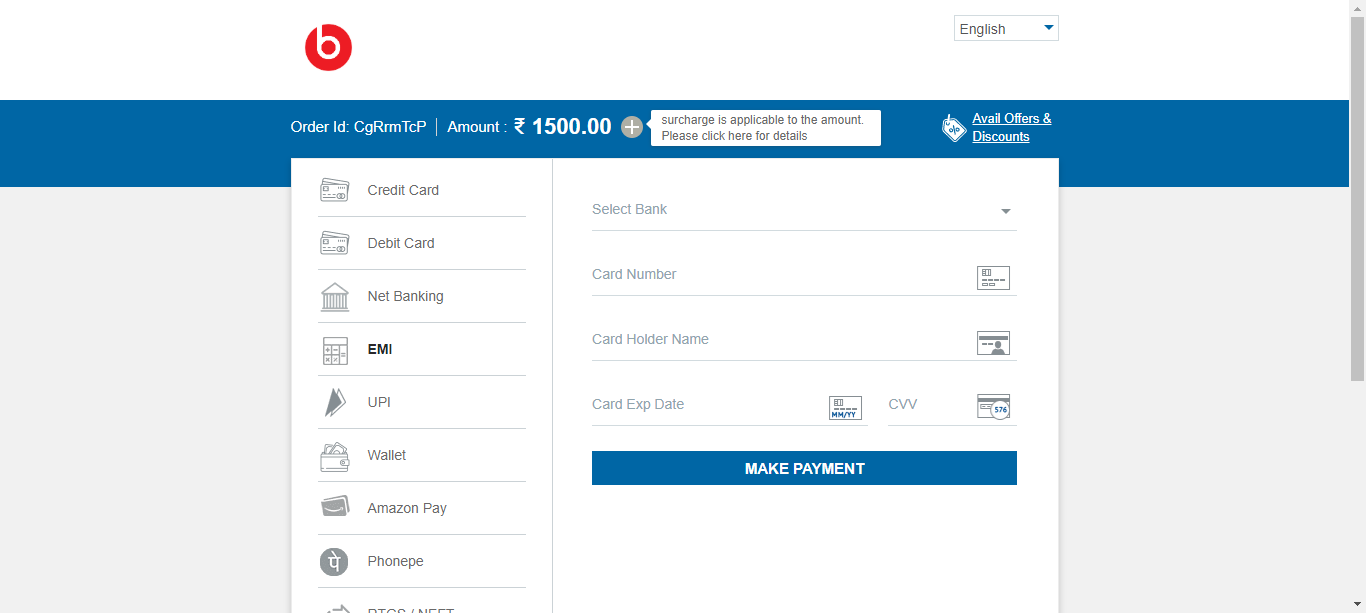 b
English
Order Id: CgRrmTcP | Amount : ₹ 1500.00 +
surcharge is applicable to the amount.
Please click here for details
Avail Offers &
Discounts
Credit Card
Debit Card
Net Banking
EMI
UPI
Wallet
Amazon Pay
Phonepe
RTGS / NEFT
Select Bank
Card Number
Card Holder Name
Card Exp Date
MM/YY
CVV
576
MAKE PAYMENT